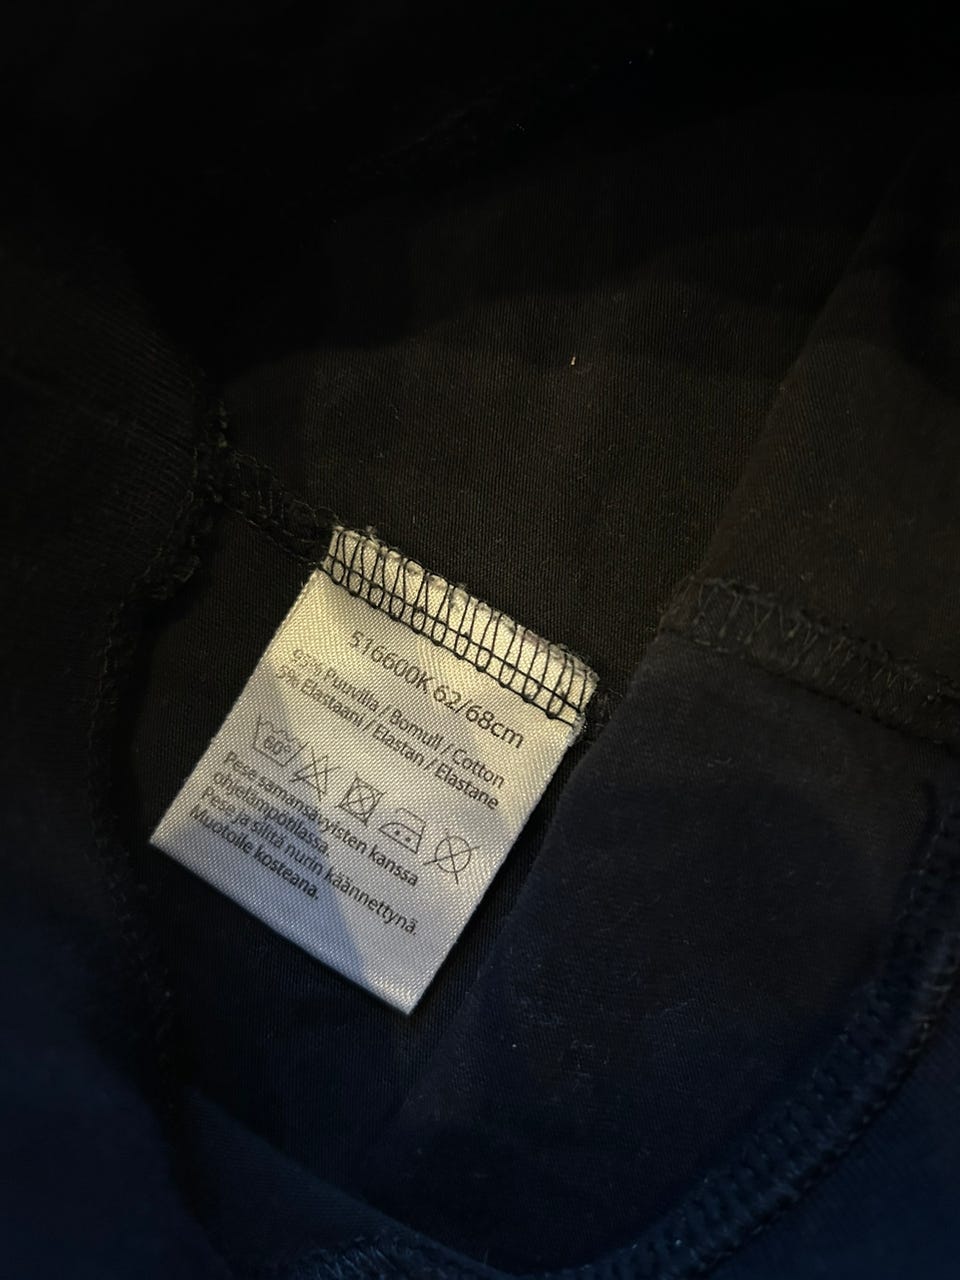 516600K 62/68cm
95% Puuvilla / Bomull / Cotton
5% Elastaani / Elastan / Elastane
60°
Pese samansävyisten kanssa
ohjelämpötilassa.
Pese ja silitä nurin käännettynä.
Muotoile kosteana.